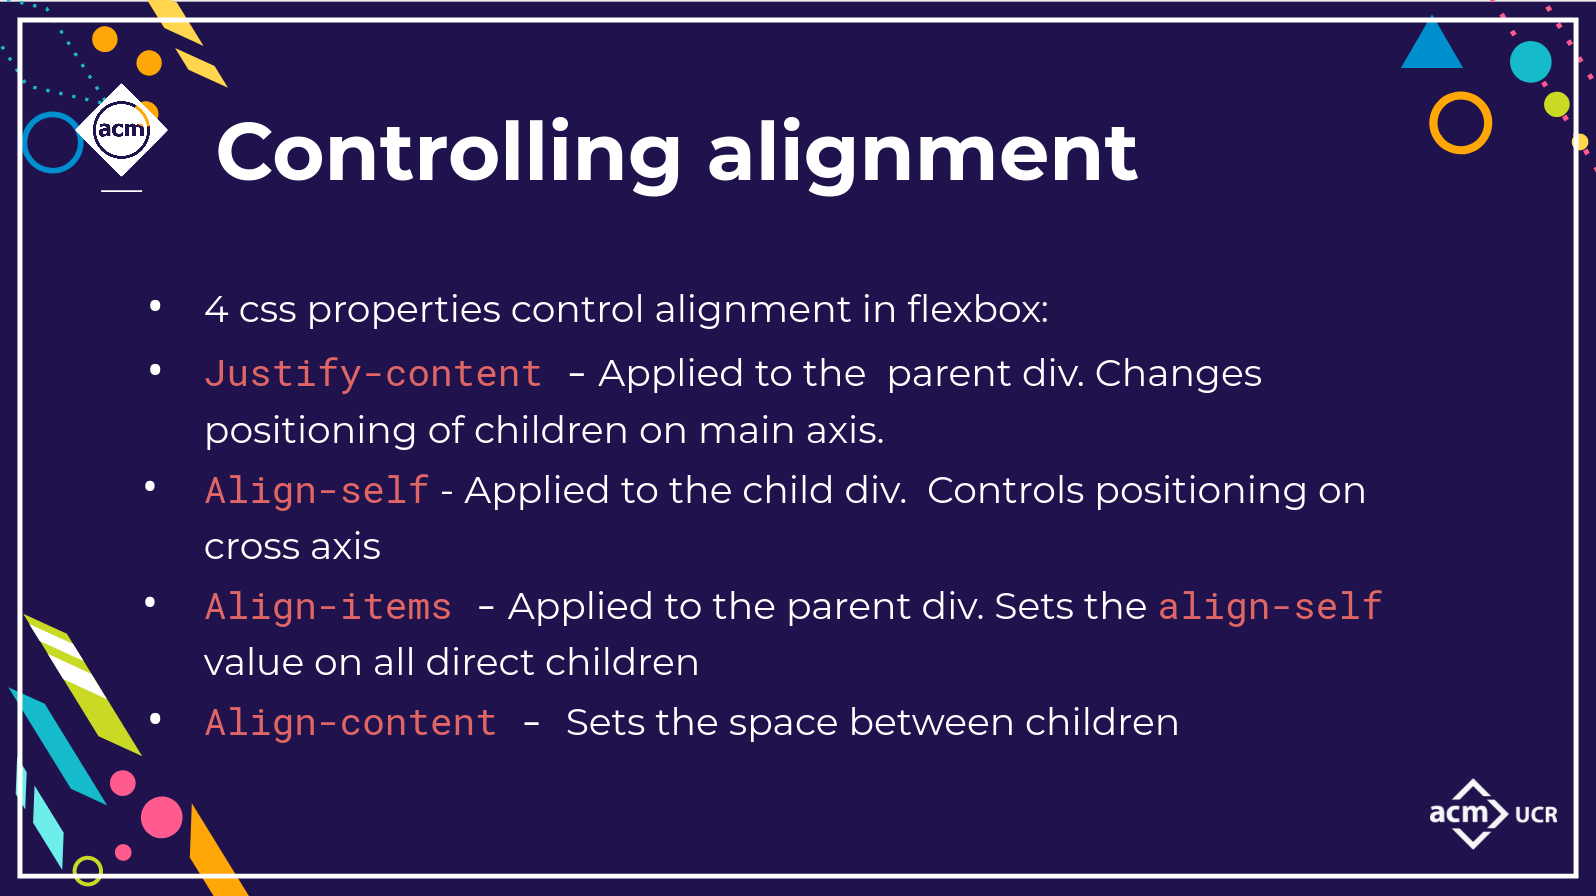 acm
Controlling alignment
• 4 css properties control alignment in flexbox:
• Justify-content - Applied to the parent div. Changes
positioning of children on main axis.
• Align-self - Applied to the child div. Controls positioning on
cross axis
• Align-items - Applied to the parent div. Sets the align-self
value on all direct children
• Align-content - Sets the space between children
acm UCR